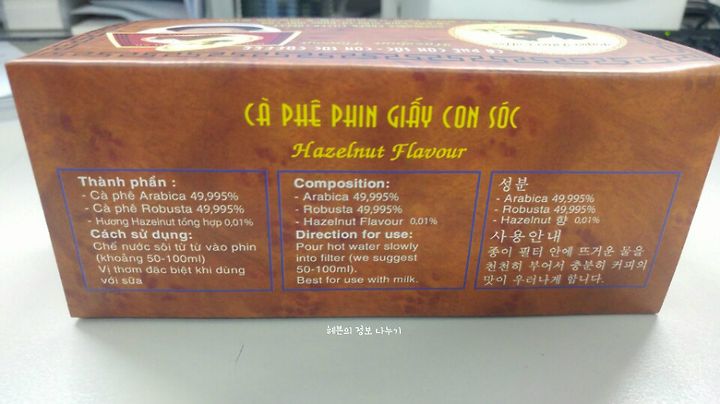 CÀ PHÊ PHIN GIẤY CON SÓC
Hazelnut Flavour
Thành phần :
- Cà phê Arabica 49,995%
- Cà phê Robusta 49,995%
- Hương Hazelnut tổng hợp 0,01%
Cách sử dụng:
Chế nước sôi từ từ vào phin
(khoảng 50-100ml)
Vị thơm đặc biệt khi dùng
với sữa
Composition:
- Arabica 49,995%
- Robusta 49,995%
- Hazelnut Flavour 0,01%
Direction for use:
Pour hot water slowly
into filter (we suggest
50-100ml).
Best for use with milk.
성분
- Arabica 49,995%
- Robusta 49,995%
- Hazelnut 향 0,01%
사용안내
종이 필터 안에 뜨거운 물을
천천히 부어서 충분히 커피의
맛이 우러나게 합니다.
헤븐의 정보 나누기